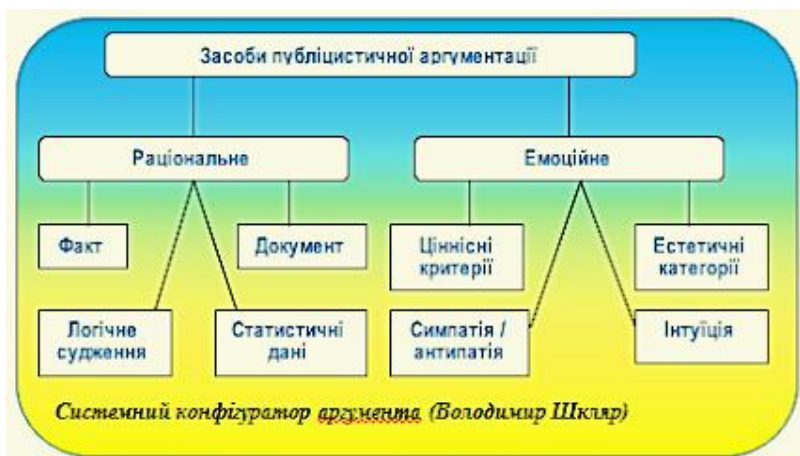 Засоби публіцистичної аргументації
Раціональне
Емоційне
Факт
Документ
Ціннісні
критерії
Естетичні
категорії
Логічне
судження
Статистичні
дані
Симпатія /
антипатія
Інтуїція
Системний конфігуратор аргумента (Володимир Шкляр)